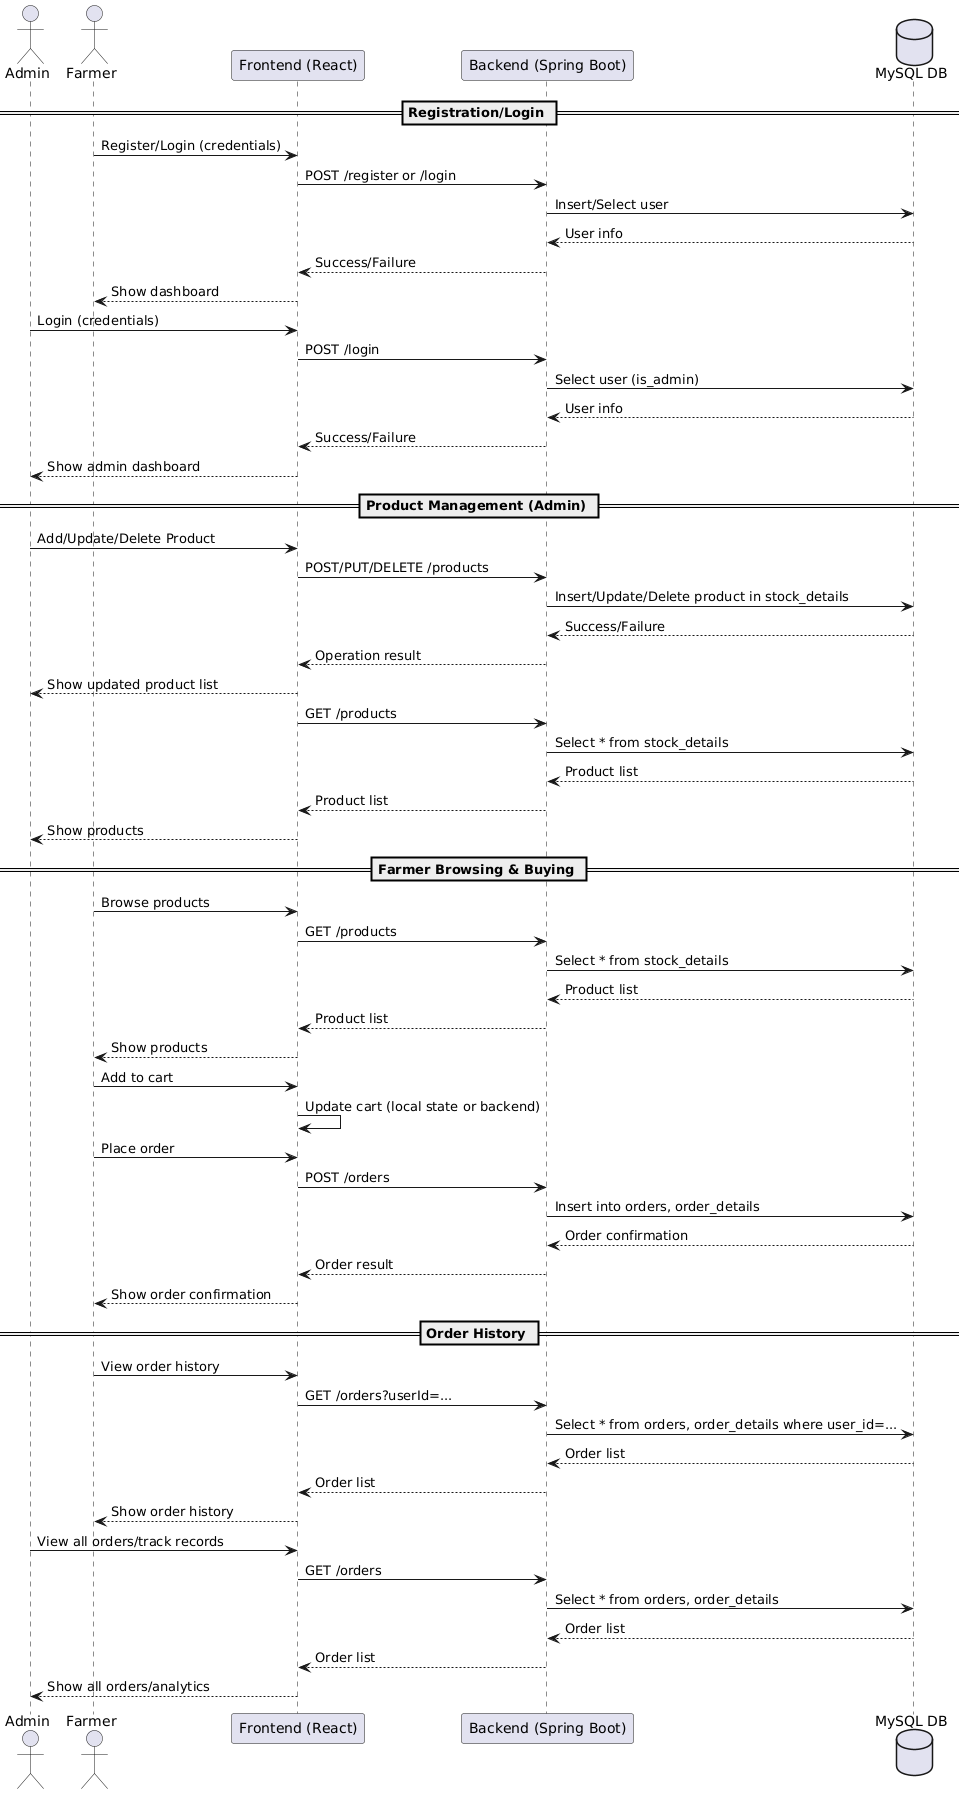 Admin
Farmer
Frontend (React)
Backend (Spring Boot)
MySQL DB
Registration/Login
Register/Login (credentials)
POST /register or /login
Insert/Select user
User info
Success/Failure
Show dashboard
Login (credentials)
POST /login
Select user (is_admin)
User info
Success/Failure
Show admin dashboard
Product Management (Admin)
Add/Update/Delete Product
POST/PUT/DELETE /products
Insert/Update/Delete product in stock_details
Success/Failure
Operation result
Show updated product list
GET /products
Select * from stock_details
Product list
Product list
Show products
Farmer Browsing & Buying
Browse products
GET /products
Select * from stock_details
Product list
Product list
Show products
Add to cart
Update cart (local state or backend)
Place order
POST /orders
Insert into orders, order_details
Order confirmation
Order result
Show order confirmation
Order History
View order history
GET /orders?userId=...
Select * from orders, order_details where user_id=...
Order list
Order list
Show order history
View all orders/track records
GET /orders
Select * from orders, order_details
Order list
Order list
Show all orders/analytics
Admin
Farmer
Frontend (React)
Backend (Spring Boot)
MySQL DB